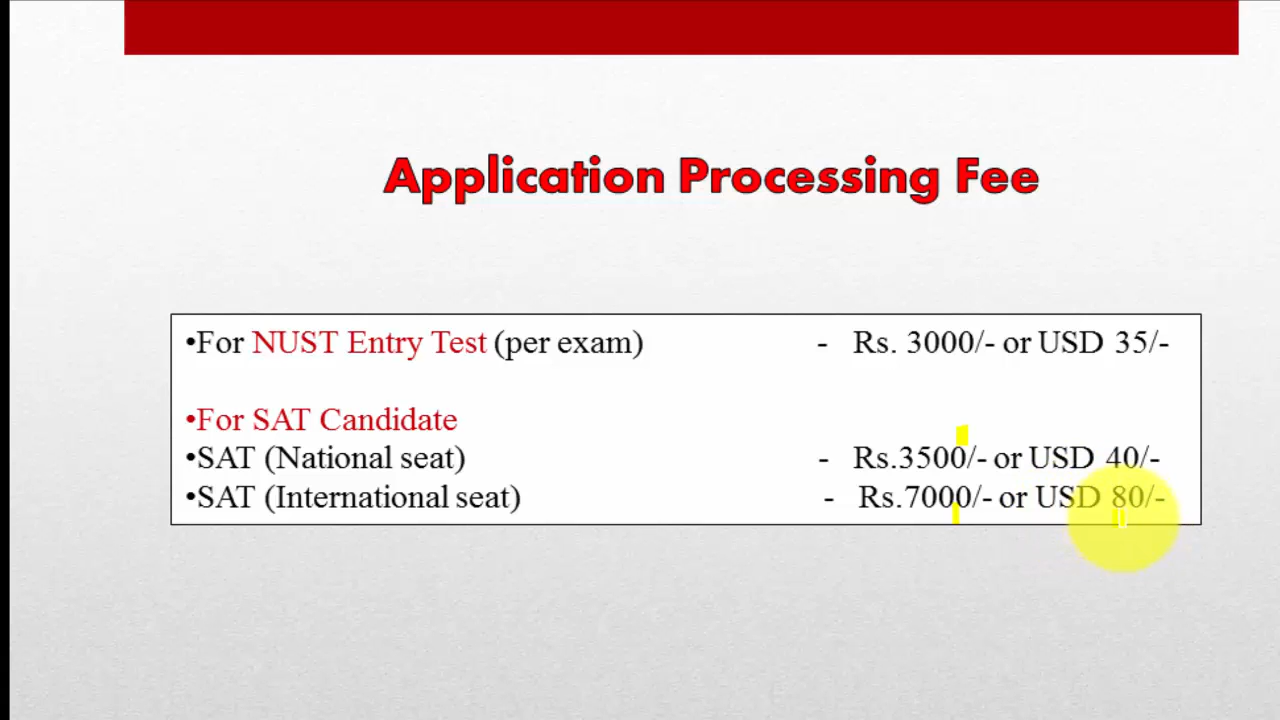 Application Processing Fee
•For NUST Entry Test (per exam) - Rs. 3000/- or USD 35/-
•For SAT Candidate
•SAT (National seat) - Rs.3500/- or USD 40/-
•SAT (International seat) - Rs.7000/- or USD 80/-